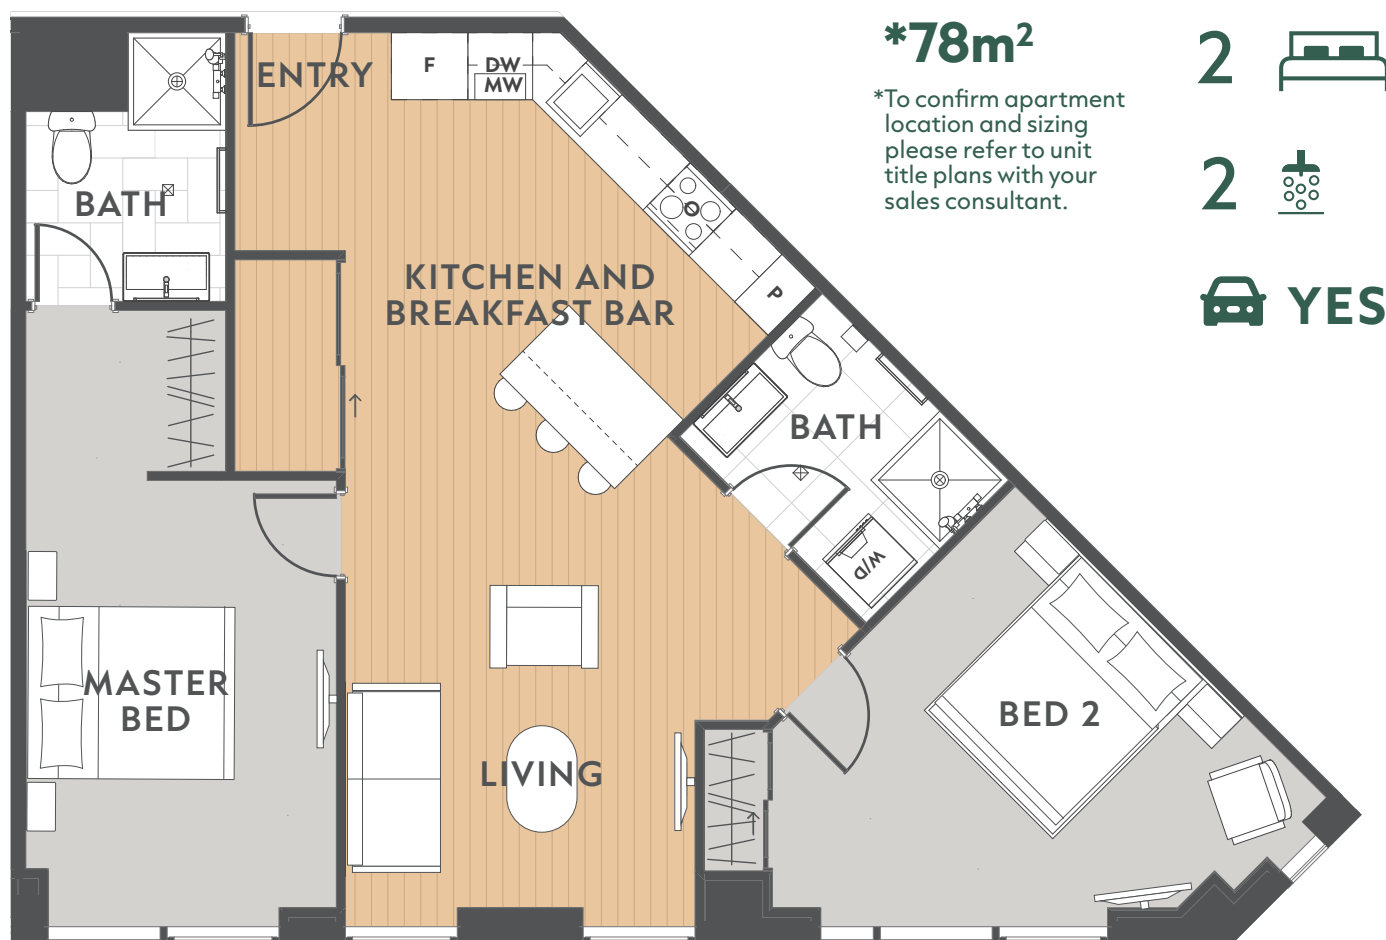 *78m²
*To confirm apartment
location and sizing
please refer to unit
title plans with your
sales consultant.
2
2
YES
ENTRY
F
DW
MW
BATH
KITCHEN AND
BREAKFAST BAR
P
BATH
W/D
MASTER
BED
LIVING
BED 2